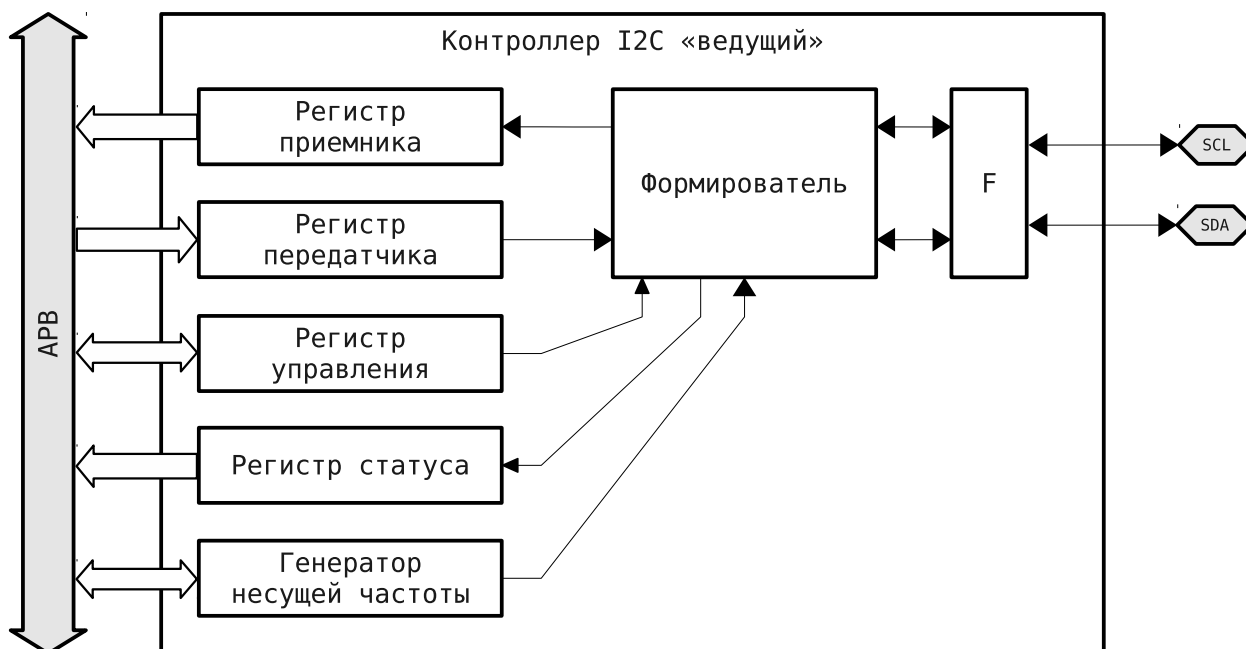 Контроллер I2C «ведущий»
Регистр
приемника
Формирователь
F
SCL
SDA
Регистр
передатчика
APB
Регистр
управления
Регистр статуса
Генератор
несущей частоты